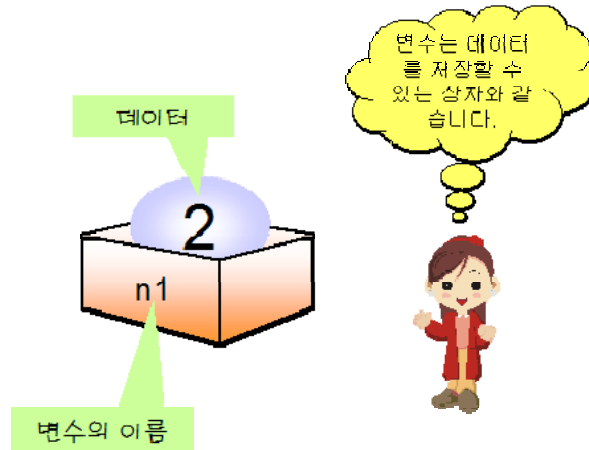 변수는 데이터
를 저장할 수
있는 상자와 같
습니다.
데이터
2
n1
변수의 이름